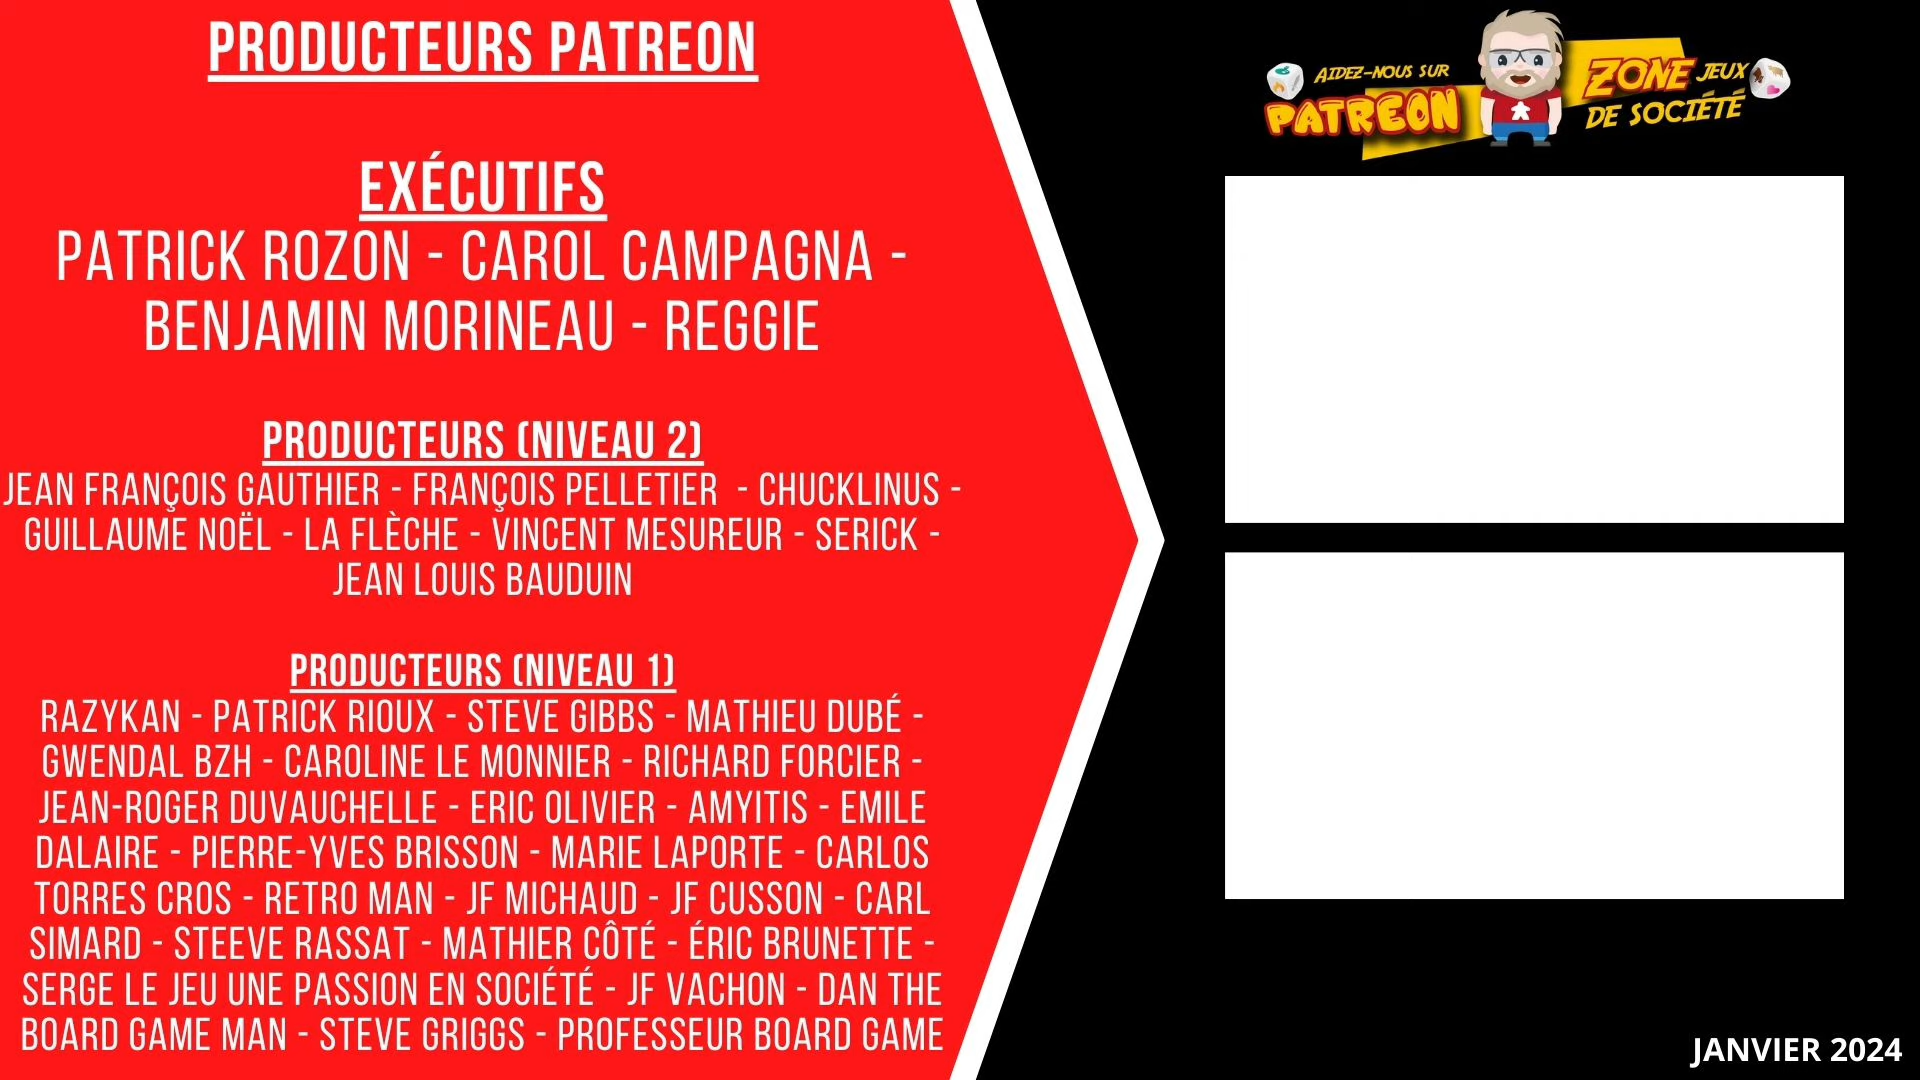 PRODUCTEURS PATREON
EXÉCUTIFS
PATRICK ROZON - CAROL CAMPAGNA -
BENJAMIN MORINEAU - REGGIE
PRODUCTEURS (NIVEAU 2)
JEAN FRANÇOIS GAUTHIER - FRANÇOIS PELLETIER - CHUCKLINUS -
GUILLAUME NOËL - LA FLÈCHE - VINCENT MESUREUR - SERICK -
JEAN LOUIS BAUDUIN
PRODUCTEURS (NIVEAU 1)
RAZYKAN - PATRICK RIOUX - STEVE GIBBS - MATHIEU DUBÉ -
GWENDAL BZH - CAROLINE LE MONNIER - RICHARD FORCIER -
JEAN-ROGER DUVAUCHELLE - ERIC OLIVIER - AMYITIS - EMILE
DALAIRE - PIERRE-YVES BRISSON - MARIE LAPORTE - CARLOS
TORRES CROS - RETRO MAN - JF MICHAUD - JF CUSSON - CARL
SIMARD - STEEVE RASSAT - MATHIER CÔTÉ - ÉRIC BRUNETTE -
SERGE LE JEU UNE PASSION EN SOCIÉTÉ - JF VACHON - DAN THE
BOARD GAME MAN - STEVE GRIGGS - PROFESSEUR BOARD GAME
AIDEZ-NOUS SUR
PATREON
ZONE JEUX
DE SOCIÉTÉ
JANVIER 2024